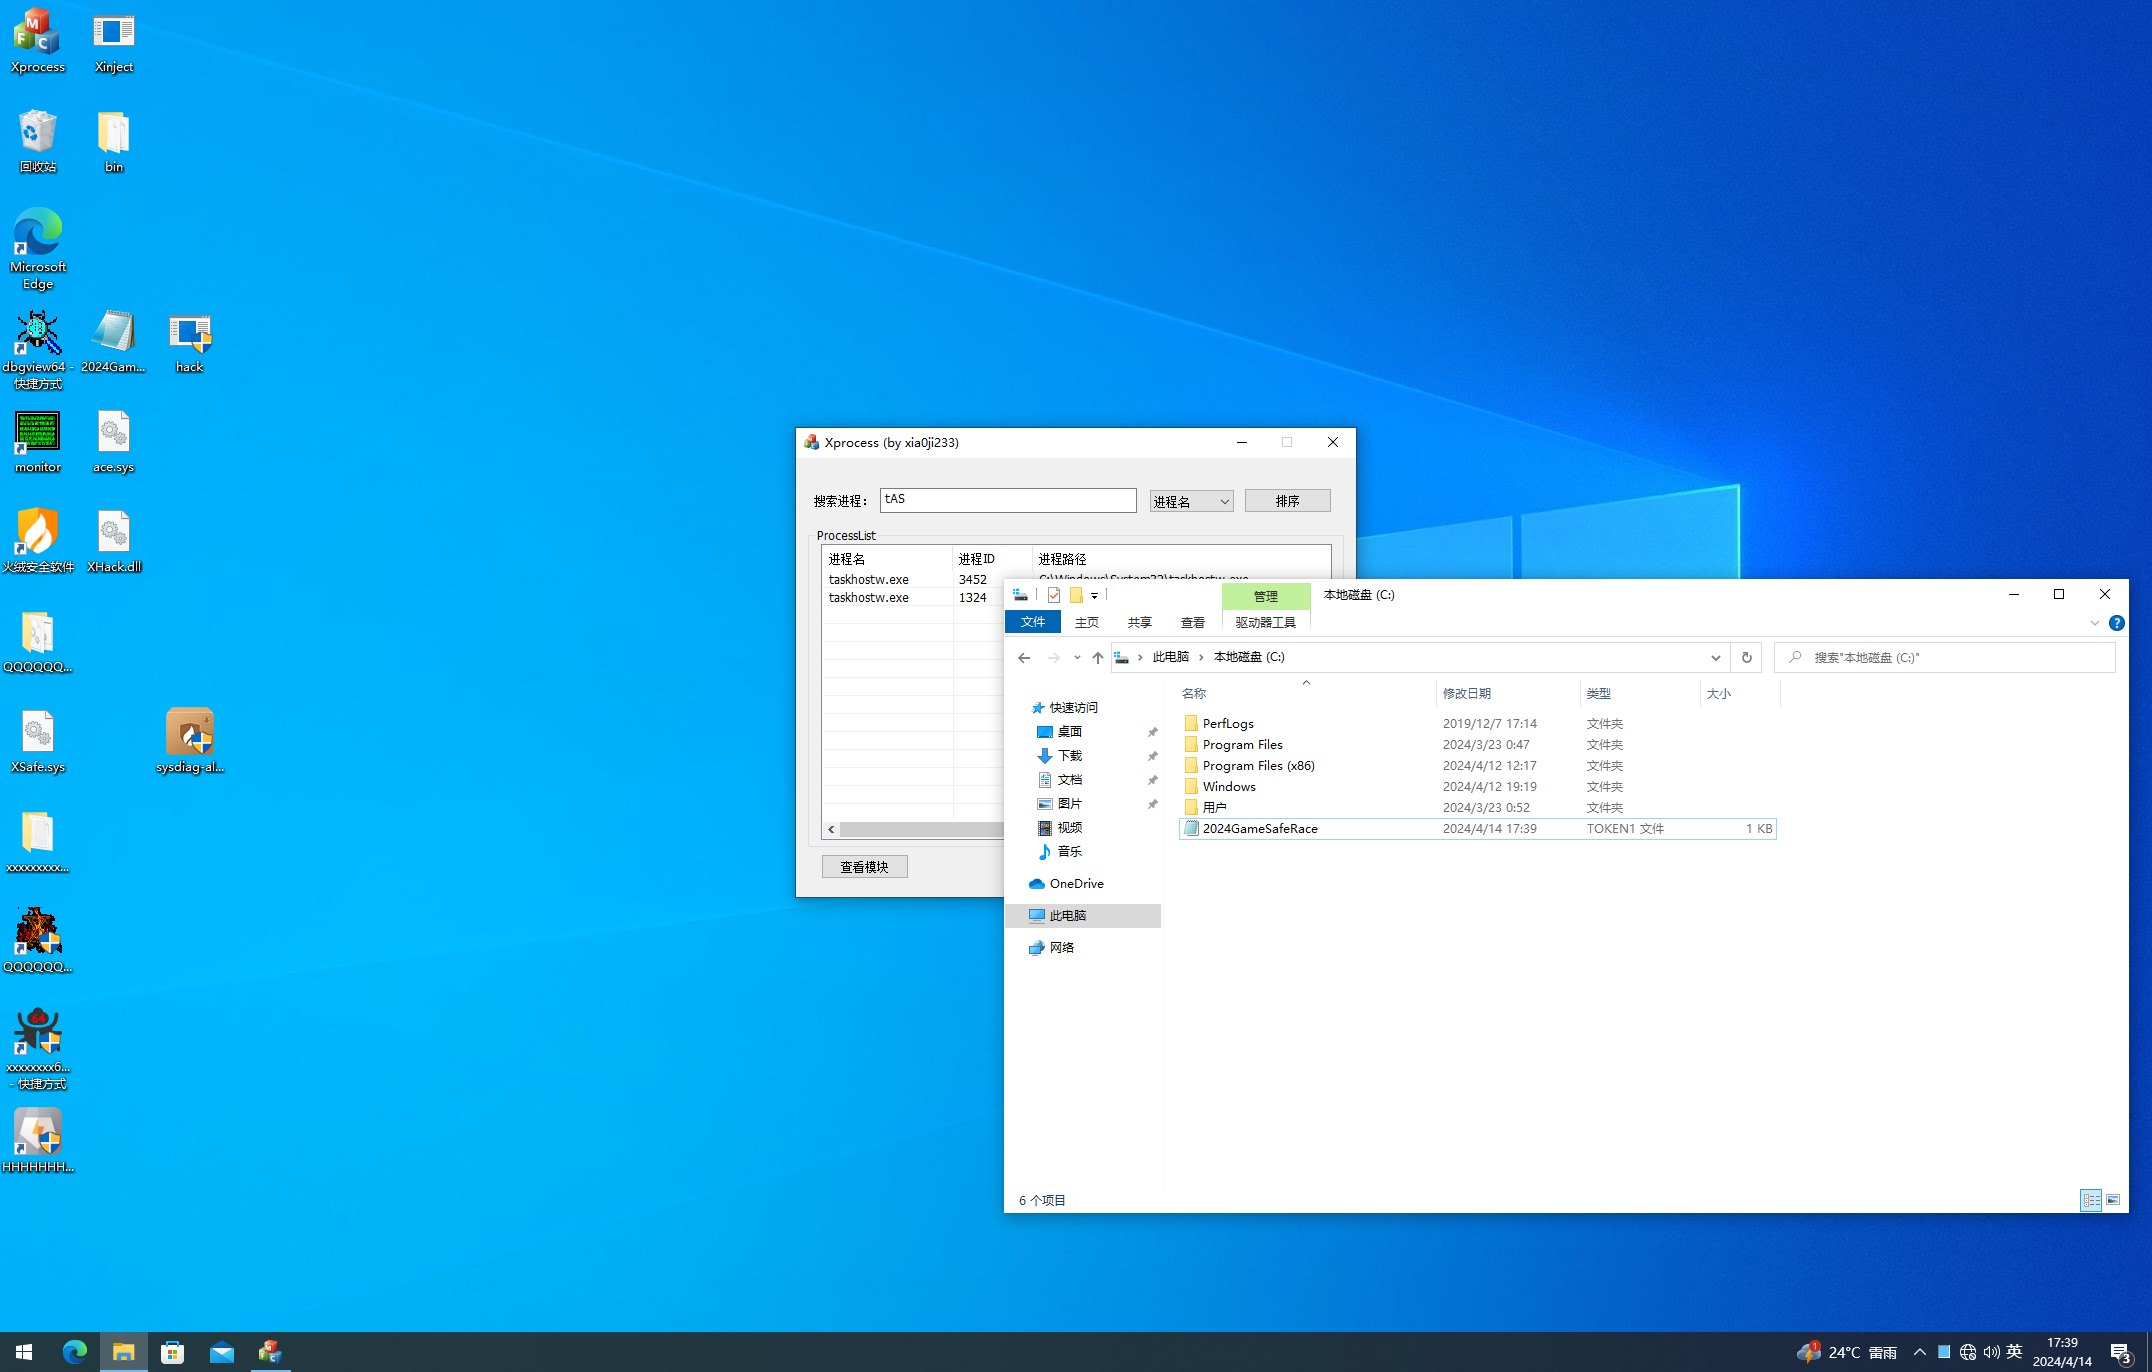 Xprocess
Xinject
回收站
bin
Microsoft
Edge
dbgview64 -
快捷方式
2024Gam...
hack
monitor
ace.sys
火绒安全软件
XHack.dll
QQQQQQ...
XSafe.sys
sysdiag-al...
xxxxxxxxx...
QQQQQQ...
xxxxxxxx6...
- 快捷方式
HHHHHHH...
Xprocess (by xia0ji233)
搜索进程：
tAS
进程名
排序
ProcessList
进程名
进程ID
进程路径
taskhostw.exe
3452
C:\Windows\System32\taskhostw.exe
taskhostw.exe
1324
查看模块
管理
本地磁盘 (C:)
文件
主页
共享
查看
驱动器工具
此电脑
本地磁盘 (C:)
搜索"本地磁盘 (C:)"
快速访问
桌面
下载
文档
图片
视频
音乐
OneDrive
此电脑
网络
名称
修改日期
类型
大小
PerfLogs
2019/12/7 17:14
文件夹
Program Files
2024/3/23 0:47
文件夹
Program Files (x86)
2024/4/12 12:17
文件夹
Windows
2024/4/12 19:19
文件夹
用户
2024/3/23 0:52
文件夹
2024GameSafeRace
2024/4/14 17:39
TOKEN1 文件
1 KB
6 个项目
1
24°C 雷雨
英
17:39
2024/4/14
3